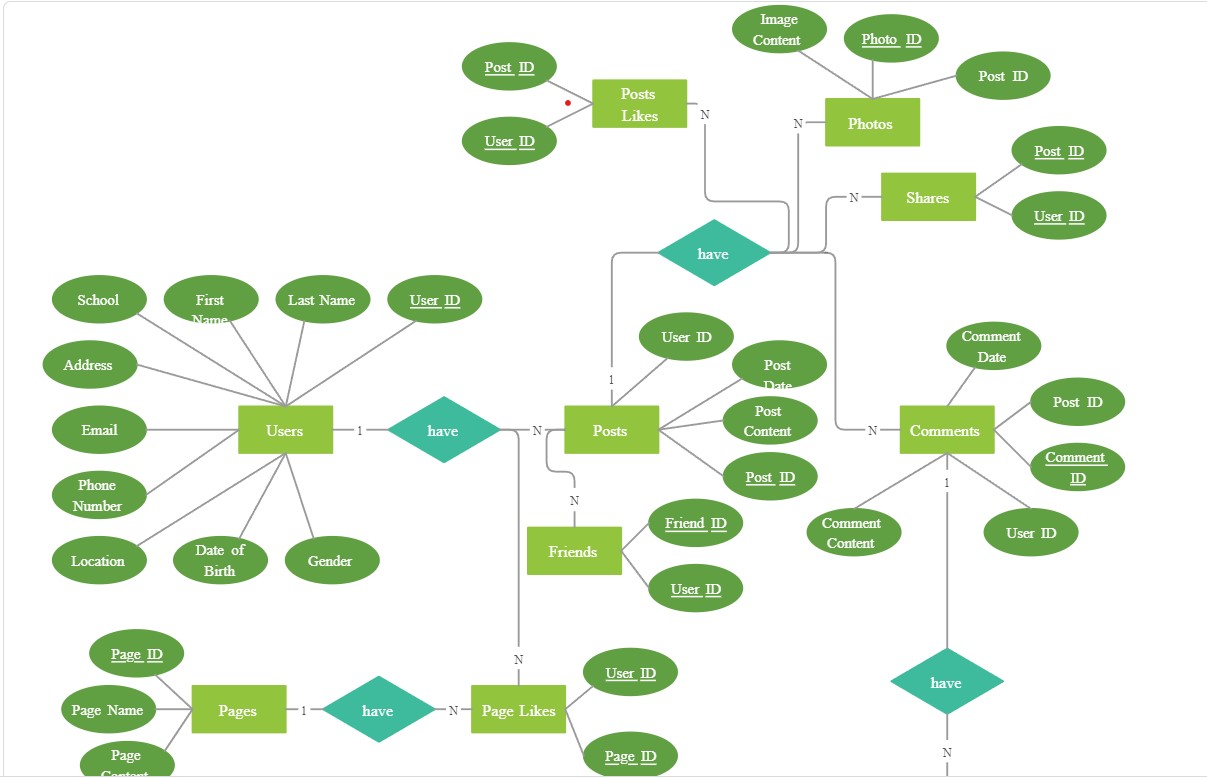 Image
Content
Photo ID
Post ID
Post ID
Posts
Likes
N
N
Photos
User ID
Post ID
N
Shares
User ID
have
School
First
Name
Last Name
User ID
User ID
Comment
Date
Address
Post
Date
1
Post
Content
Post ID
Email
Users
1
have
N
Posts
N
Comments
Comment
ID
Post ID
1
Phone
Number
N
Friend ID
Comment
Content
User ID
Location
Date of
Birth
Gender
Friends
User ID
Page ID
N
User ID
have
Page Name
Pages
1
have
N
Page Likes
Page
Content
Page ID
N